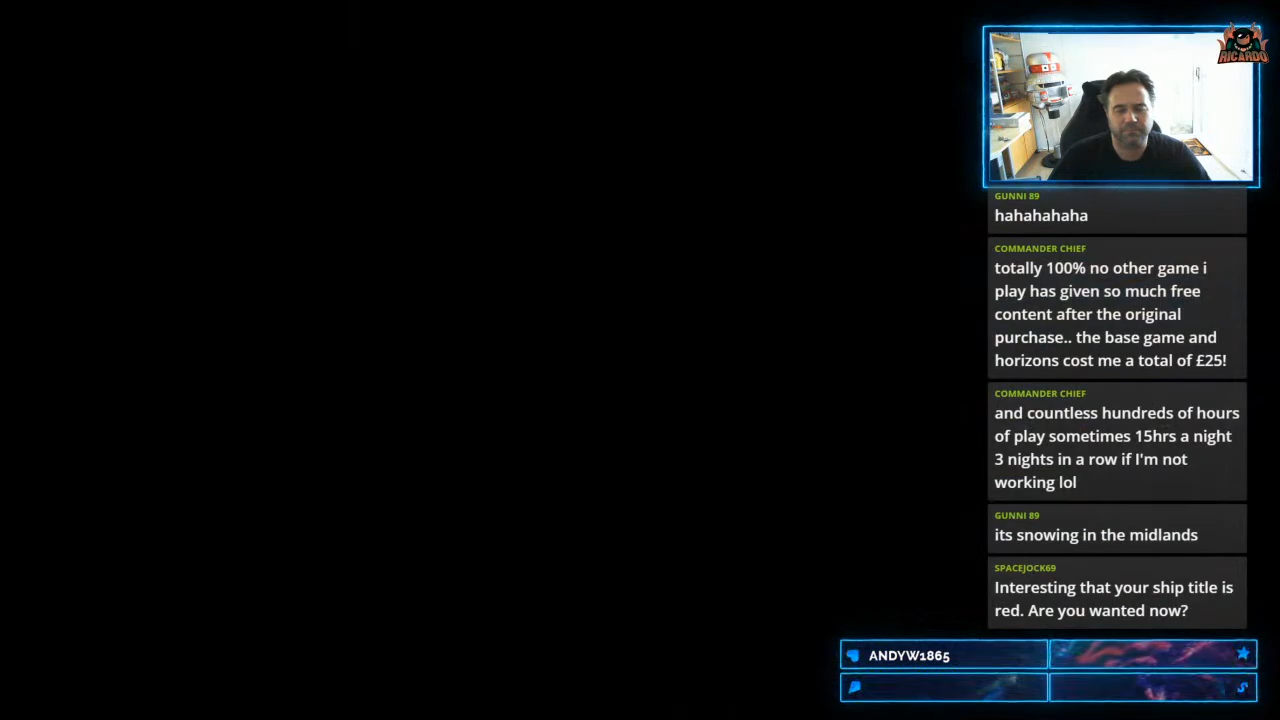 RICARDO
GUNNI 89
hahahahaha
COMMANDER CHIEF
totally 100% no other game i
play has given so much free
content after the original
purchase.. the base game and
horizons cost me a total of £25!
COMMANDER CHIEF
and countless hundreds of hours
of play sometimes 15hrs a night
3 nights in a row if I'm not
working lol
GUNNI 89
its snowing in the midlands
SPACEJOCK69
Interesting that your ship title is
red. Are you wanted now?
ANDYW1865